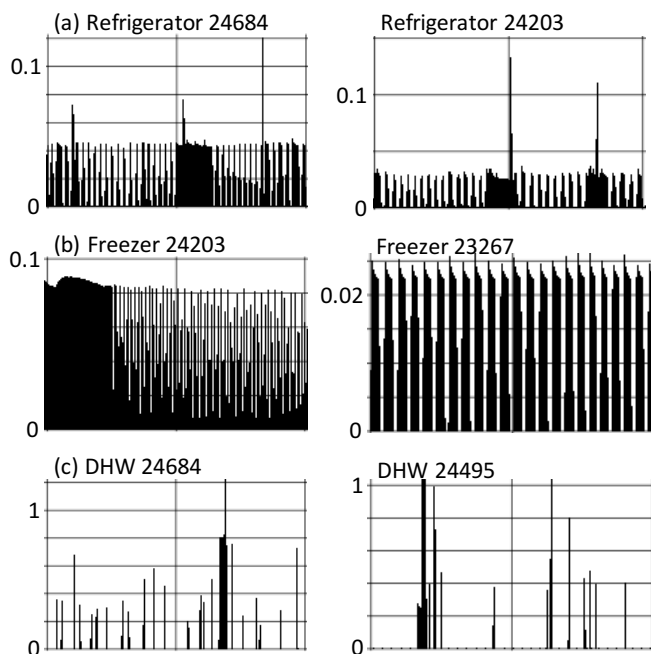 (a) Refrigerator 24684
Refrigerator 24203
0.1
0.1
0
0
(b) Freezer 24203
Freezer 23267
0.1
0.02
0
0
(c) DHW 24684
DHW 24495
1
1
0
0